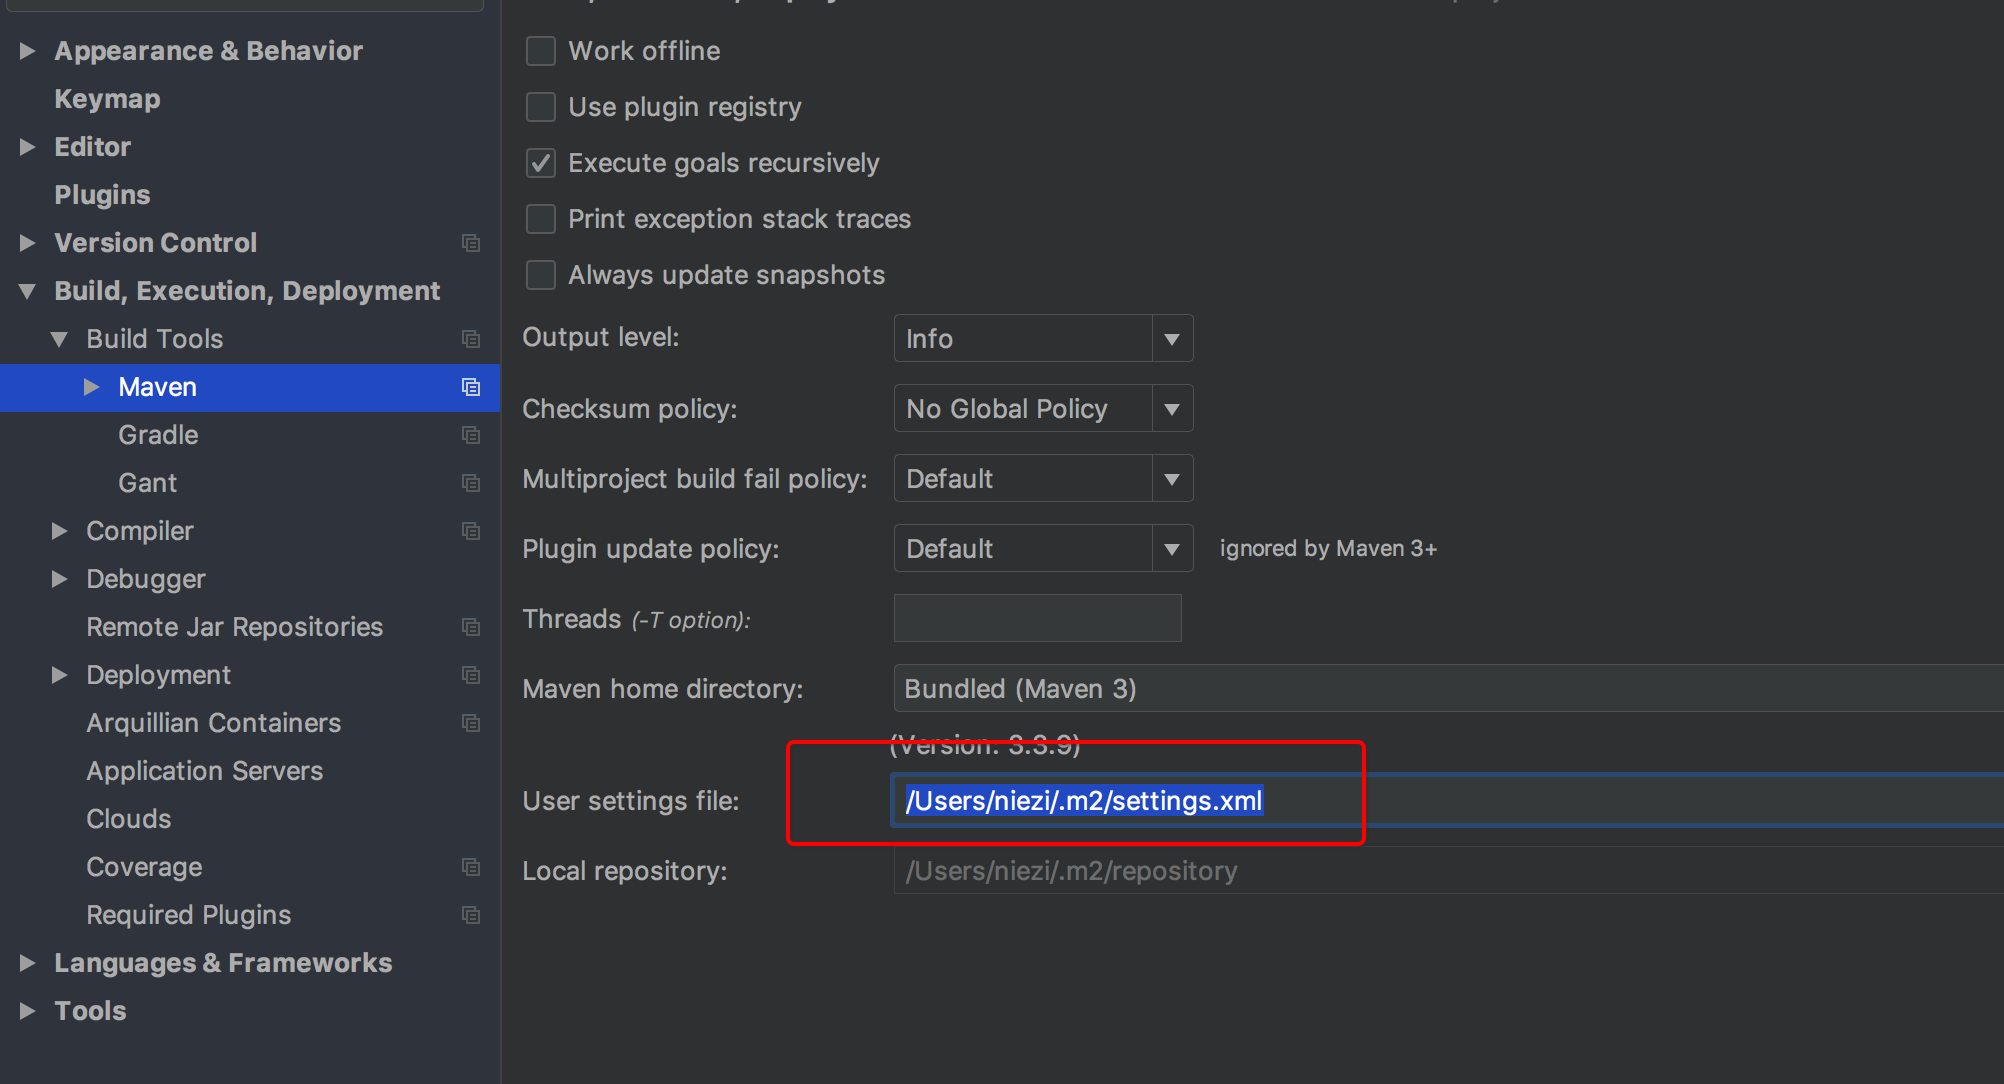 Appearance & Behavior
Keymap
Editor
Plugins
Version Control
Build, Execution, Deployment
Build Tools
Maven
Gradle
Gant
Compiler
Debugger
Remote Jar Repositories
Deployment
Arquillian Containers
Application Servers
Clouds
Coverage
Required Plugins
Languages & Frameworks
Tools
Work offline
Use plugin registry
Execute goals recursively
Print exception stack traces
Always update snapshots
Output level: Info
Checksum policy: No Global Policy
Multiproject build fail policy: Default
Plugin update policy: Default ignored by Maven 3+
Threads (-T option):
Maven home directory: Bundled (Maven 3)
(Version: 3.3.9)
User settings file: /Users/niezi/.m2/settings.xml
Local repository: /Users/niezi/.m2/repository